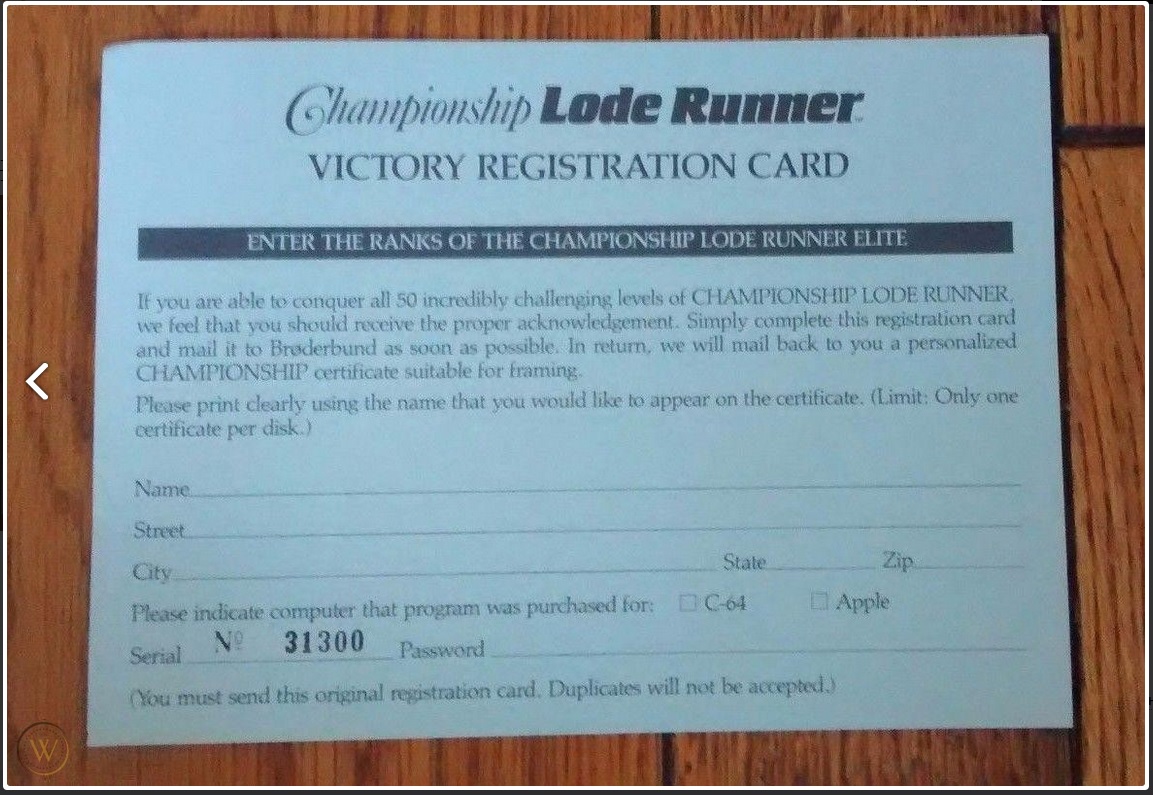 Championship Lode Runner™
VICTORY REGISTRATION CARD
ENTER THE RANKS OF THE CHAMPIONSHIP LODE RUNNER ELITE
If you are able to conquer all 50 incredibly challenging levels of CHAMPIONSHIP LODE RUNNER,
we feel that you should receive the proper acknowledgement. Simply complete this registration card
and mail it to Brøderbund as soon as possible. In return, we will mail back to you a personalized
CHAMPIONSHIP certificate suitable for framing.
Please print clearly using the name that you would like to appear on the certificate. (Limit: Only one
certificate per disk.)
Name
Street
City State Zip
Please indicate computer that program was purchased for: □ C-64 □ Apple
Serial Nº 31300 Password
(You must send this original registration card. Duplicates will not be accepted.)
W